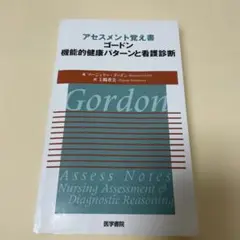 アセスメント覚え書
ゴードン
機能的健康パターンと看護診断
Gordon
Assess Notes
Nursing Assessment &
Diagnostic Reasoning
医学書院